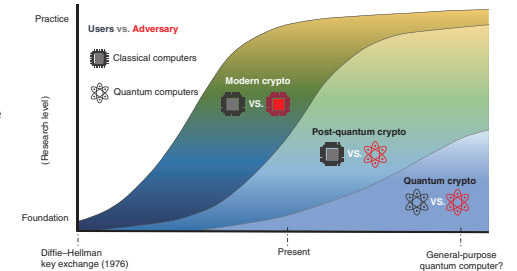 Practice
Users vs. Adversary
Classical computers
Quantum computers
(Research level)
Modern crypto
VS.
Post-quantum crypto
VS.
Quantum crypto
VS.
Foundation
Diffie–Hellman
key exchange (1976)
Present
General-purpose
quantum computer?